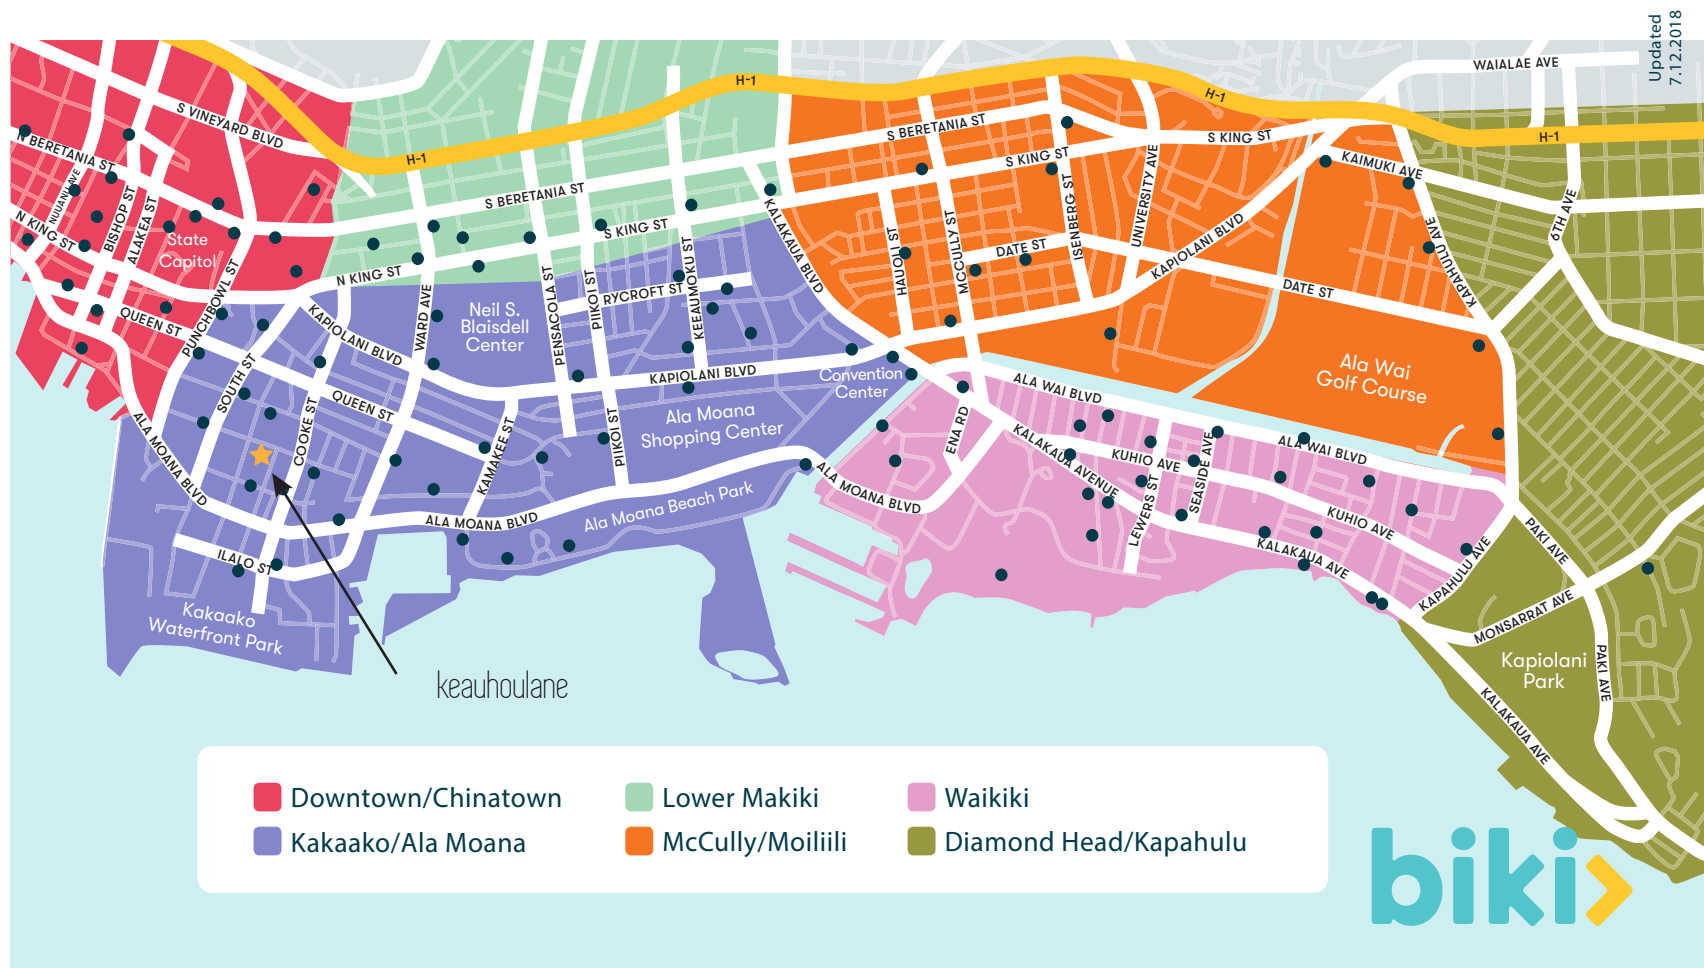 Updated
7.12.2018
WAIALAE AVE
H-1
H-1
H-1
H-1
S VINEYARD BLVD
N BERETANIA ST
S BERETANIA ST
S BERETANIA ST
S KING ST
S KING ST
S KING ST
KAIMUKI AVE
NUUANU AVE
BISHOP ST
ALAKEA ST
N KING ST
State
Capitol
PUNCHBOWL ST
N KING ST
KALAKAUA BLVD
HAUOLI ST
MCCULLY ST
DATE ST
ISENBERG ST
UNIVERSITY AVE
KAPIOLANI BLVD
6TH AVE
KAPAHULU AVE
DATE ST
QUEEN ST
KAPIOLANI BLVD
WARD AVE
Neil S.
Blaisdell
Center
PENSACOLA ST
PIIKOI ST
RYCROFT ST
KEEAUMOKU ST
SOUTH ST
QUEEN ST
COOKE ST
KAPIOLANI BLVD
Convention
Center
Ala Wai
Golf Course
ALA MOANA BLVD
KAMAKEE ST
PIIKOI ST
Ala Moana
Shopping Center
ENA RD
ALA WAI BLVD
ALA WAI BLVD
KALAKAUA AVENUE
KUHIO AVE
SEASIDE AVE
LEWERS ST
KUHIO AVE
ALA MOANA BLVD
Ala Moana Beach Park
ALA MOANA BLVD
KALAKAUA AVE
KAPAHULU AVE
PAKI AVE
MONSARRAT AVE
ILALO ST
Kakaako
Waterfront Park
keauhoulane
Kapiolani
Park
PAKI AVE
KALAKAUA AVE
Downtown/Chinatown
Lower Makiki
Waikiki
Kakaako/Ala Moana
McCully/Moiliili
Diamond Head/Kapahulu
biki